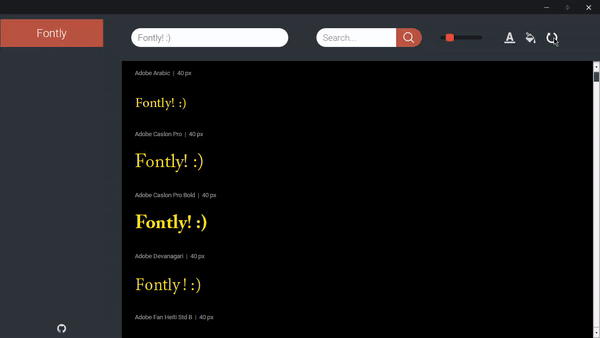 Fontly
Fontly! :)
Search...
Adobe Arabic | 40 px
Fontly! :)
Adobe Caslon Pro | 40 px
Fontly! :)
Adobe Caslon Pro Bold | 40 px
Fontly! :)
Adobe Devanagari | 40 px
Fontly! :)
Adobe Fan Heiti Std B | 40 px